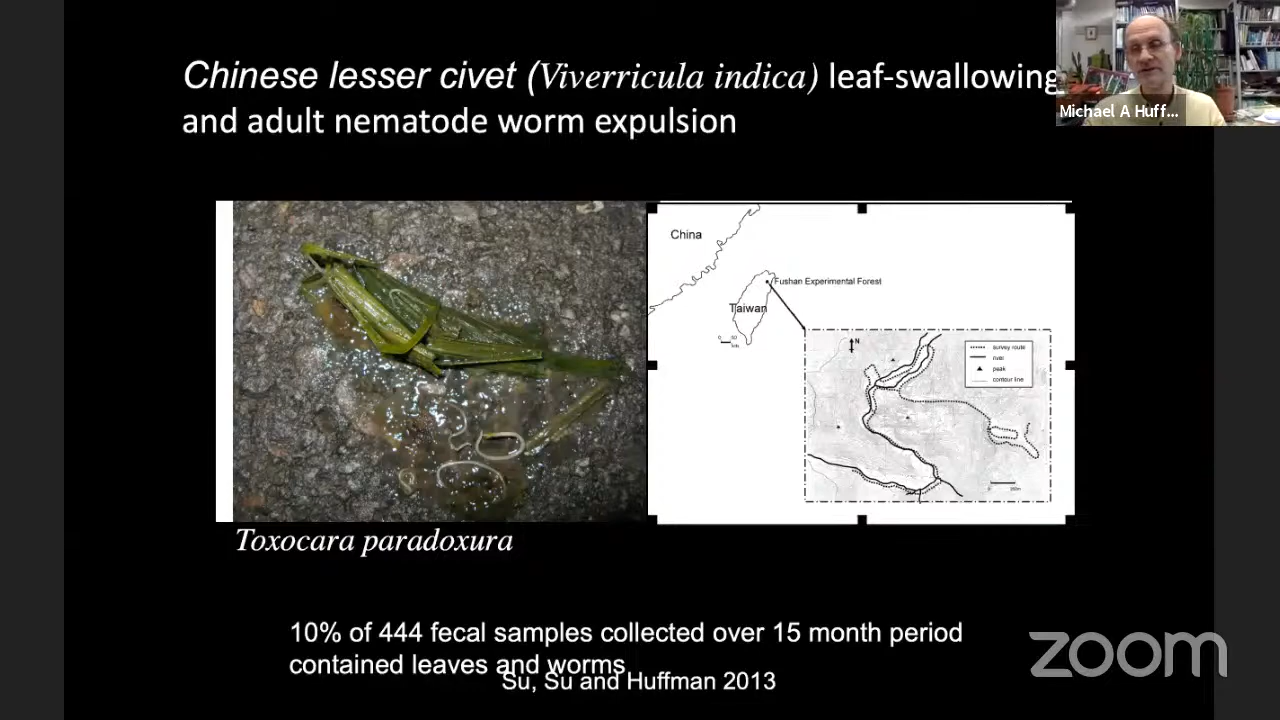 Chinese lesser civet (Viverricula indica) leaf-swallowing
and adult nematode worm expulsion
Michael A Huff...
China
Fushan Experimental Forest
Taiwan
N
survey route
river
peak
contour line
Toxocara paradoxura
10% of 444 fecal samples collected over 15 month period
contained leaves and worms
Su, Su and Huffman 2013
zoom